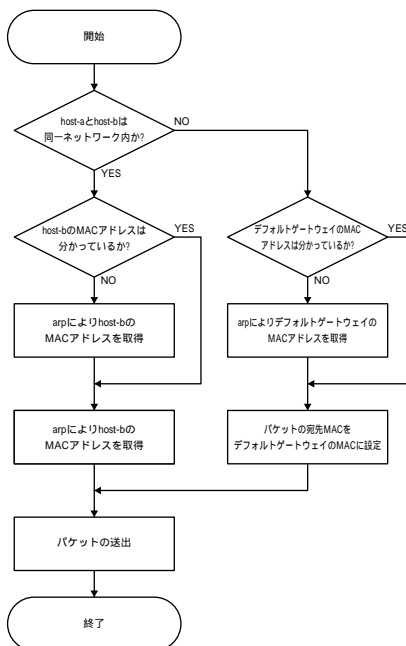 開始
host-aとhost-bは
同一ネットワーク内か?
NO
YES
host-bのMACアドレスは
分かっているか?
YES
NO
デフォルトゲートウェイのMAC
アドレスは分かっているか?
YES
NO
arpによりhost-bの
MACアドレスを取得
arpによりデフォルトゲートウェイの
MACアドレスを取得
arpによりhost-bの
MACアドレスを取得
パケットの宛先MACを
デフォルトゲートウェイのMACに設定
パケットの送出
終了